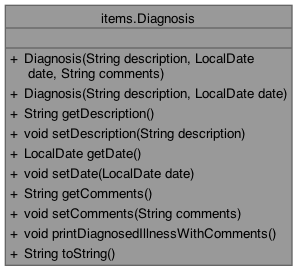 items.Diagnosis
+ Diagnosis(String description, LocalDate
date, String comments)
+ Diagnosis(String description, LocalDate date)
+ String getDescription()
+ void setDescription(String description)
+ LocalDate getDate()
+ void setDate(LocalDate date)
+ String getComments()
+ void setComments(String comments)
+ void printDiagnosedIllnessWithComments()
+ String toString()